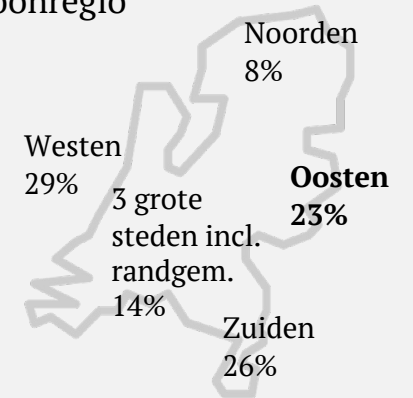 Noorden
8%
Westen
29%
3 grote
steden incl.
randgem.
14%
Oosten
23%
Zuiden
26%